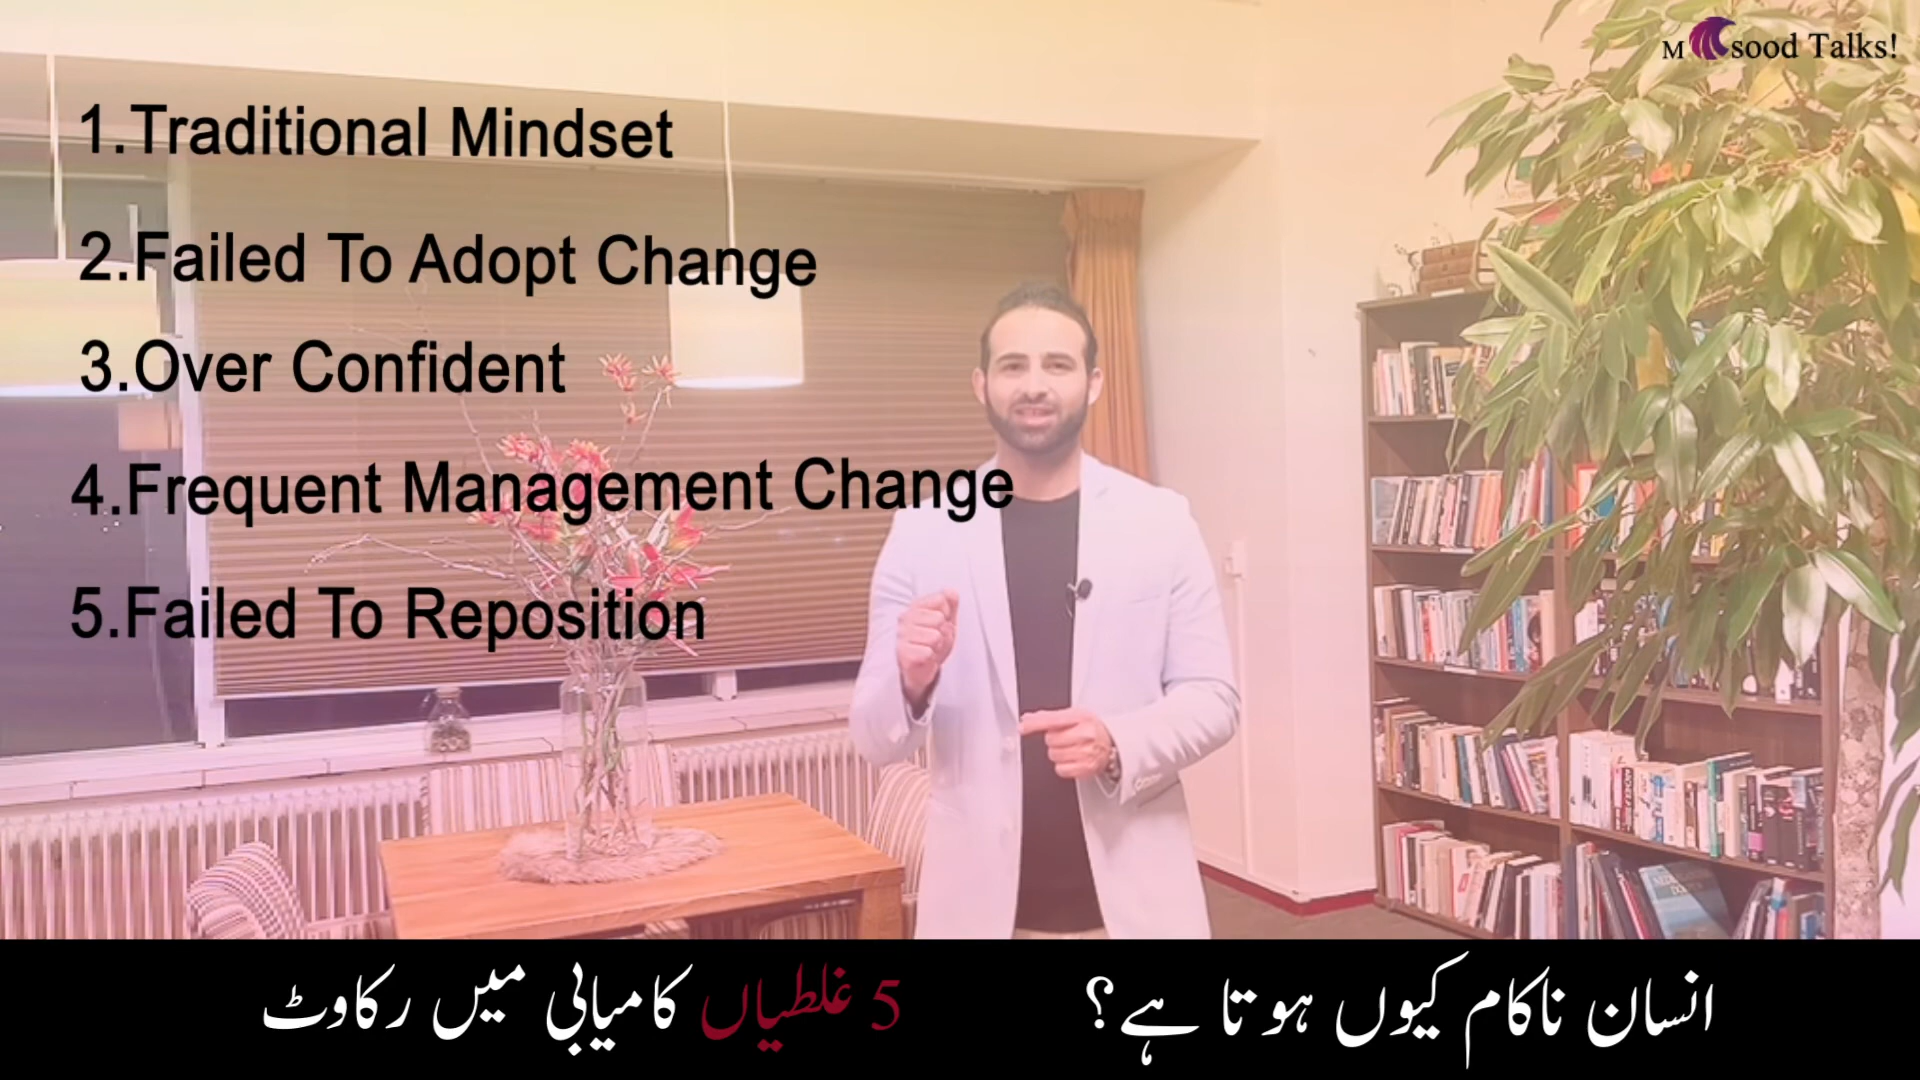 M sood Talks!
1.Traditional Mindset
2.Failed To Adopt Change
3.Over Confident
4.Frequent Management Change
5.Failed To Reposition
انسان ناکام کیوں ہوتا ہے؟
5 غلطیاں کامیابی میں رکاوٹ